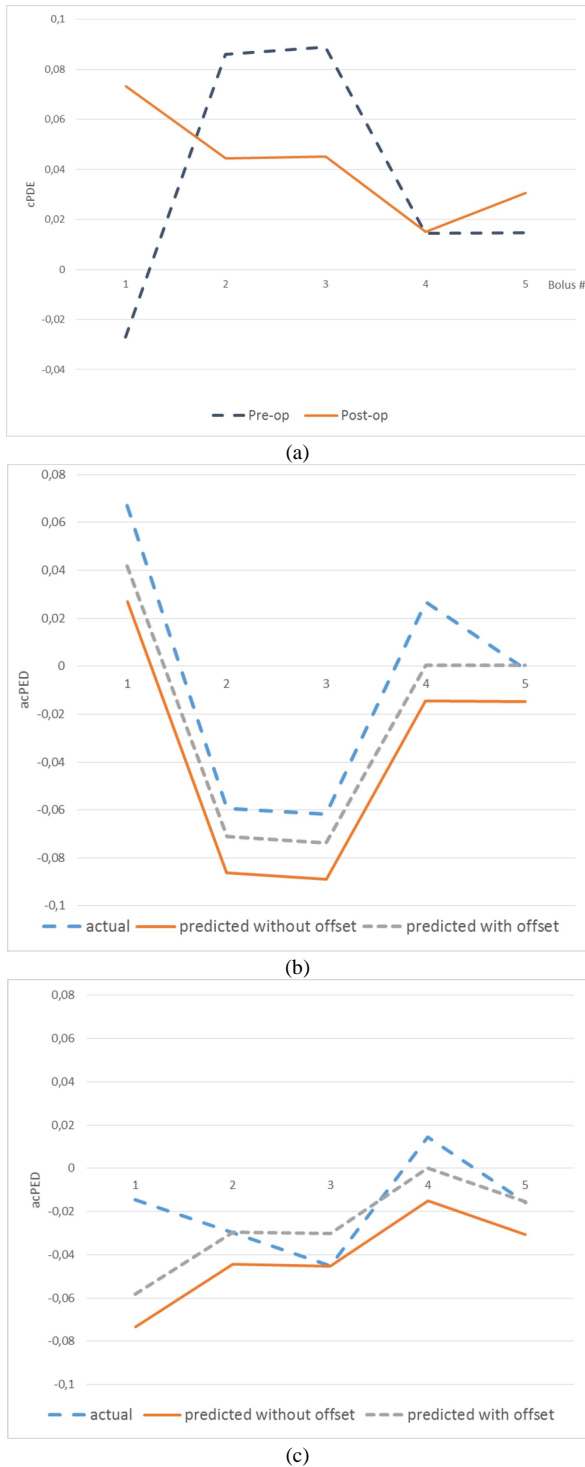 0,1
0,08
0,06
0,04
0,02
0
-0,02
-0,04
cPDE
1 2 3 4 5 Bolus #
Pre-op Post-op
(a)
0,08
0,06
0,04
0,02
0
-0,02
-0,04
-0,06
-0,08
-0,1
acPED
1 2 3 4 5
actual predicted without offset predicted with offset
(b)
0,08
0,06
0,04
0,02
0
-0,02
-0,04
-0,06
-0,08
-0,1
acPED
1 2 3 4 5
actual predicted without offset predicted with offset
(c)